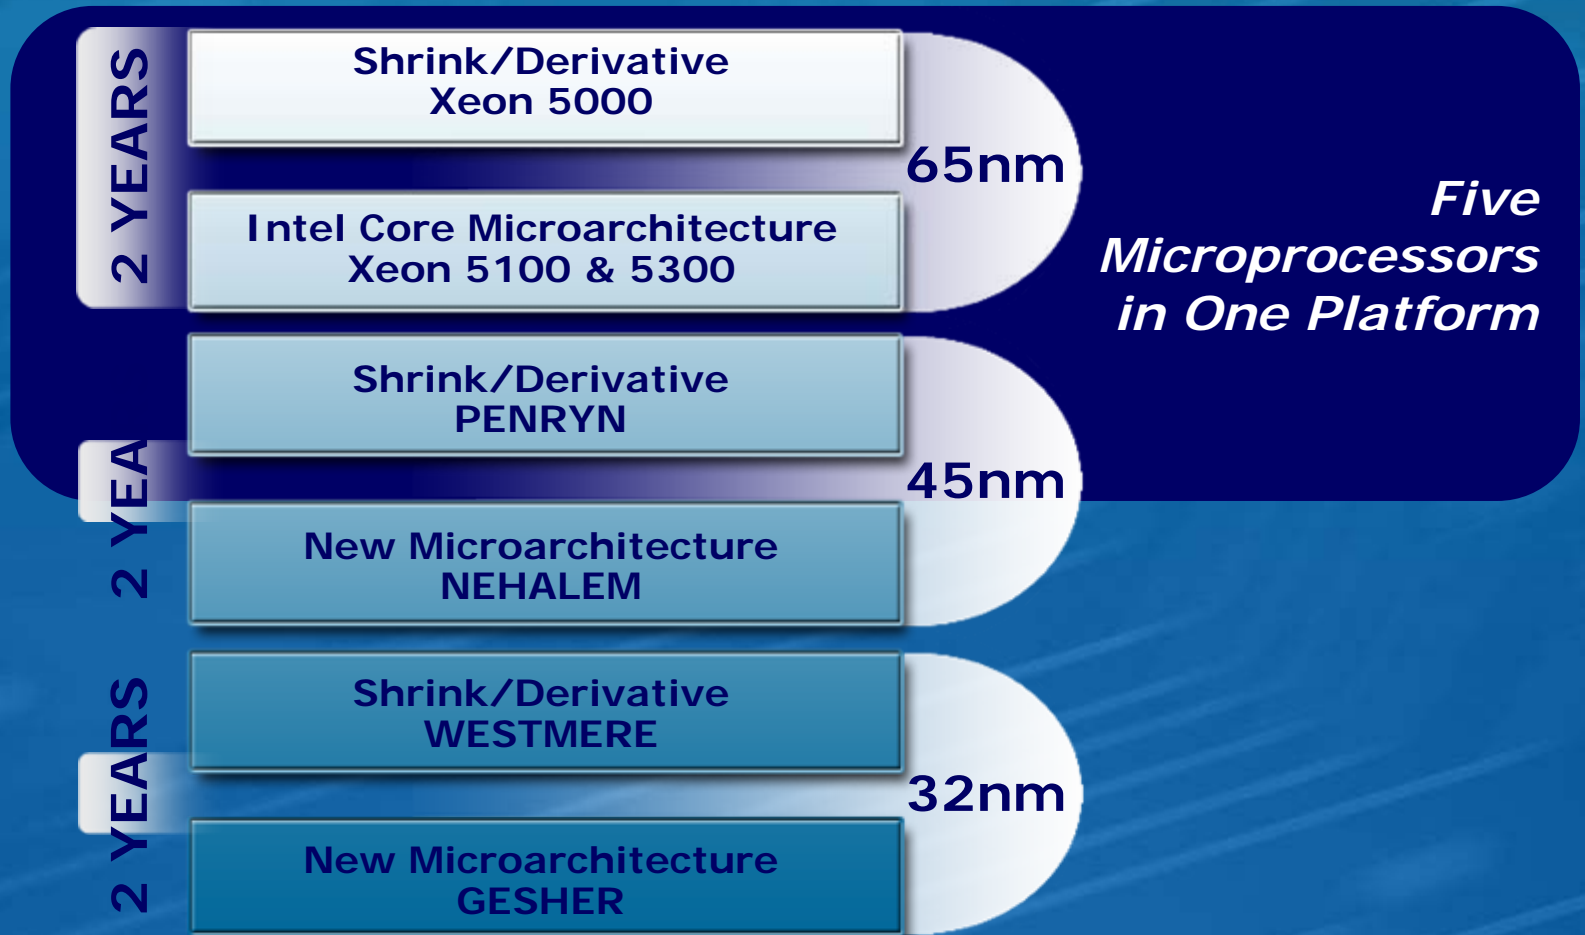 2 YEARS
Shrink/Derivative
Xeon 5000
65nm
Intel Core Microarchitecture
Xeon 5100 & 5300
Five
Microprocessors
in One Platform
2 YEA
Shrink/Derivative
PENRYN
45nm
New Microarchitecture
NEHALEM
2 YEARS
Shrink/Derivative
WESTMERE
32nm
New Microarchitecture
GESHER